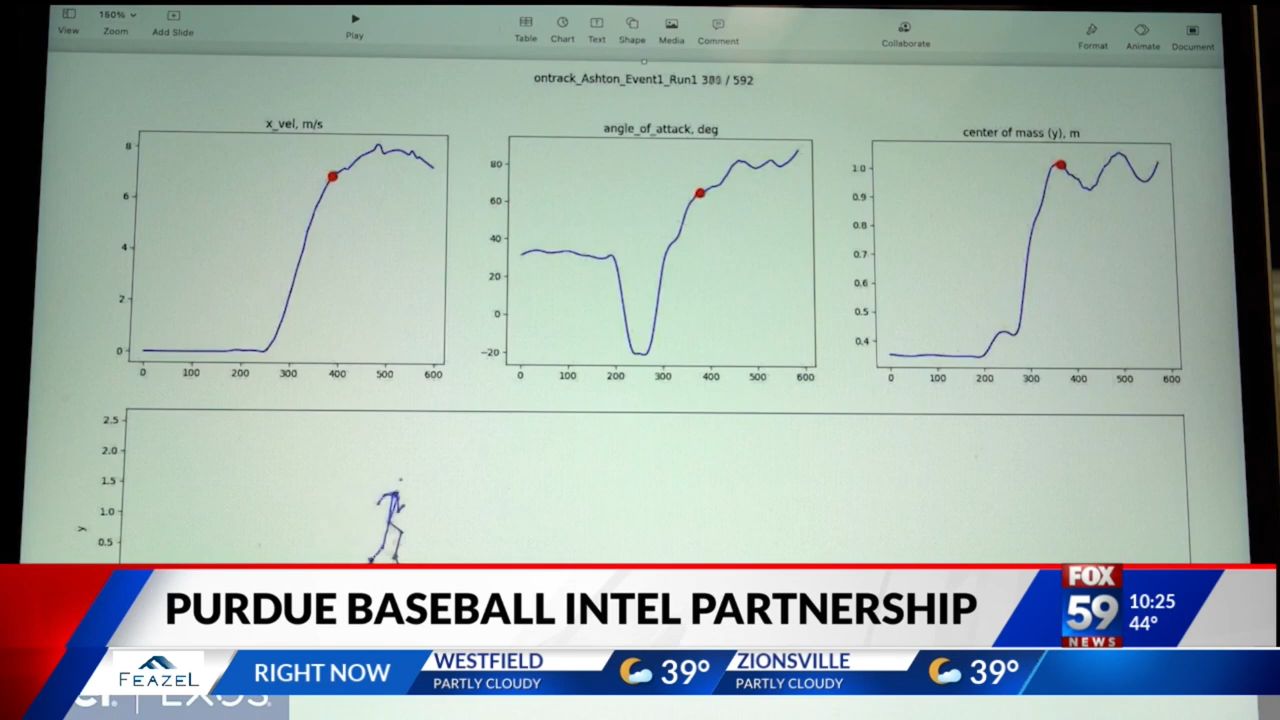 160%
View
Zoom
Add Slide
Play
Table
Chart
Text
Shape
Media
Comment
Collaborate
Format
Animate
Document
ontrack_Ashton_Event1_Run1 / 592
x_vel, m/s
angle_of_attack, deg
center of mass (y), m
8
6
4
2
0
0 100 200 300 400 500 600
80
60
40
20
0
−20
0 100 200 300 400 500 600
1.0
0.9
0.8
0.7
0.6
0.5
0.4
0 100 200 300 400 500 600
2.5
2.0
1.5
1.0
0.5
y
PURDUE BASEBALL INTEL PARTNERSHIP
FOX
59
NEWS
10:25
44°
FEAZEL
RIGHT NOW
WESTFIELD
PARTLY CLOUDY
39°
ZIONSVILLE
PARTLY CLOUDY
39°